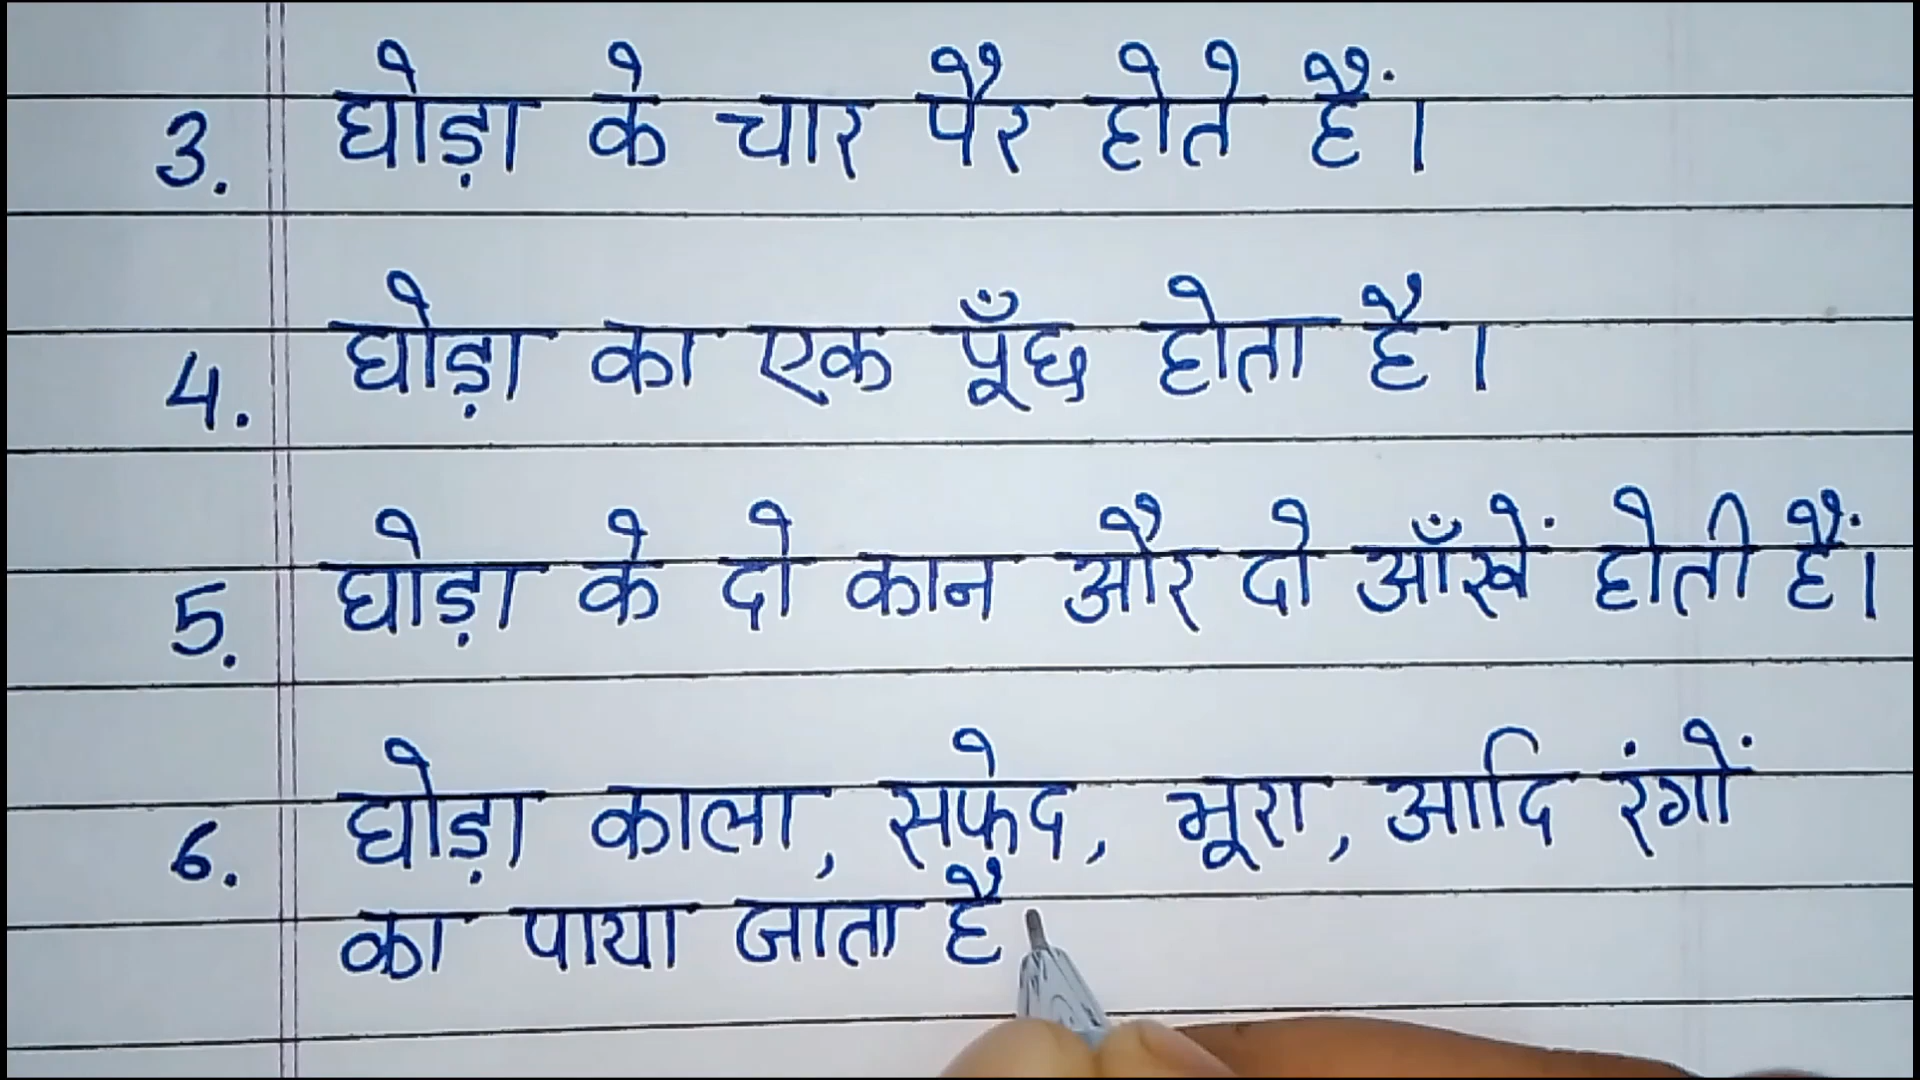 3. घोड़ा के चार पैर होते हैं।
4. घोड़ा का एक पूँछ होता है।
5. घोड़ा के दो कान और दो आँखें होती हैं।
6. घोड़ा काला, सफेद, भूरा, आदि रंगों
का पाया जाता है